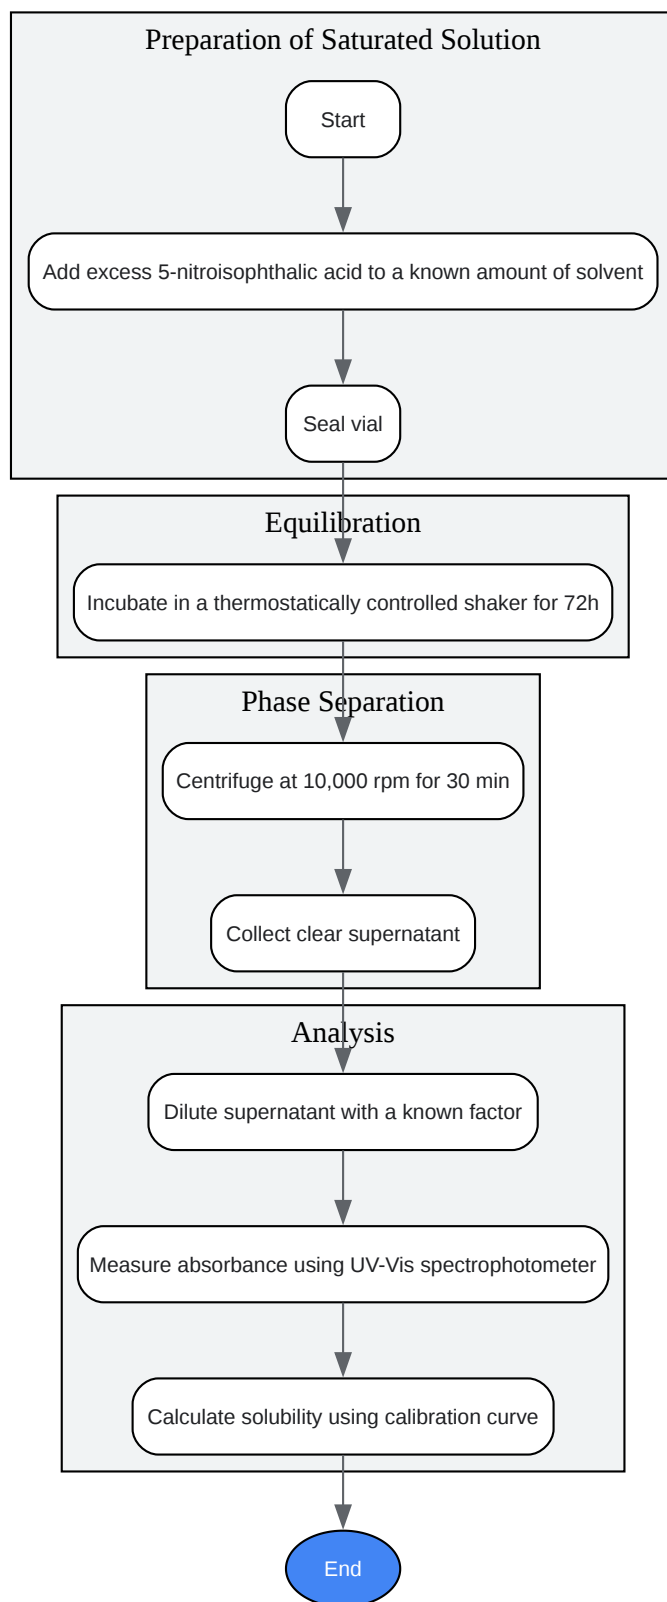 Preparation of Saturated Solution
Start
Add excess 5-nitroisophthalic acid to a known amount of solvent
Seal vial
Equilibration
Incubate in a thermostatically controlled shaker for 72h
Phase Separation
Centrifuge at 10,000 rpm for 30 min
Collect clear supernatant
Analysis
Dilute supernatant with a known factor
Measure absorbance using UV-Vis spectrophotometer
Calculate solubility using calibration curve
End